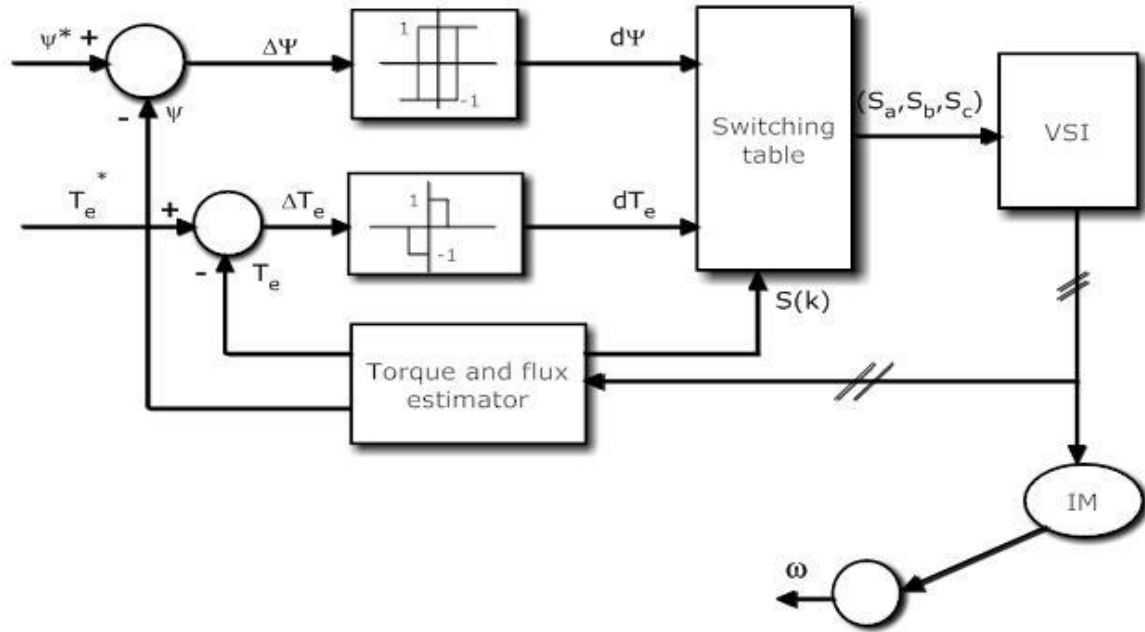 ψ* +
ΔΨ
1
-1
dΨ
- ψ
Switching
table
(Sa,Sb,Sc)
VSI
Te*
+
ΔTe
1
-1
dTe
- Te
S(k)
Torque and flux
estimator
IM
ω